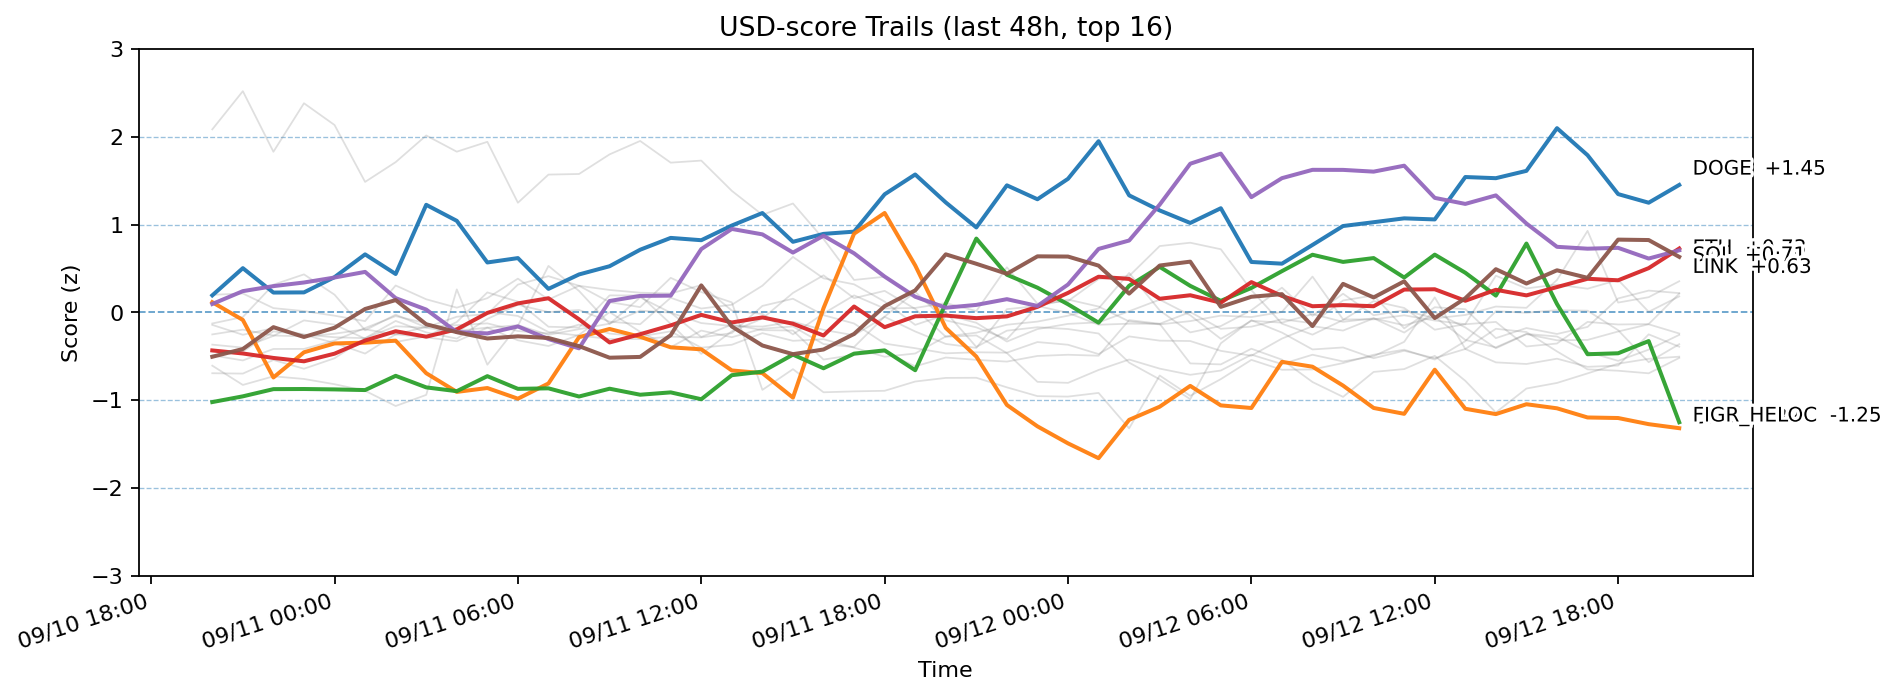 USD-score Trails (last 48h, top 16)
Score (z)
3
2
1
0
−1
−2
−3
DOGE +1.45
LINK +0.63
FIGR_HELOC -1.25
09/10 18:00
09/11 00:00
09/11 06:00
09/11 12:00
09/11 18:00
09/12 00:00
09/12 06:00
09/12 12:00
09/12 18:00
Time